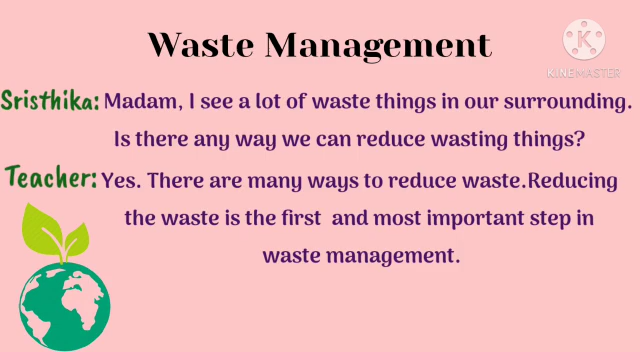 Waste Management
K
KINEMASTER
Sristhika: Madam, I see a lot of waste things in our surrounding.
Is there any way we can reduce wasting things?
Teacher: Yes. There are many ways to reduce waste.Reducing
the waste is the first and most important step in
waste management.